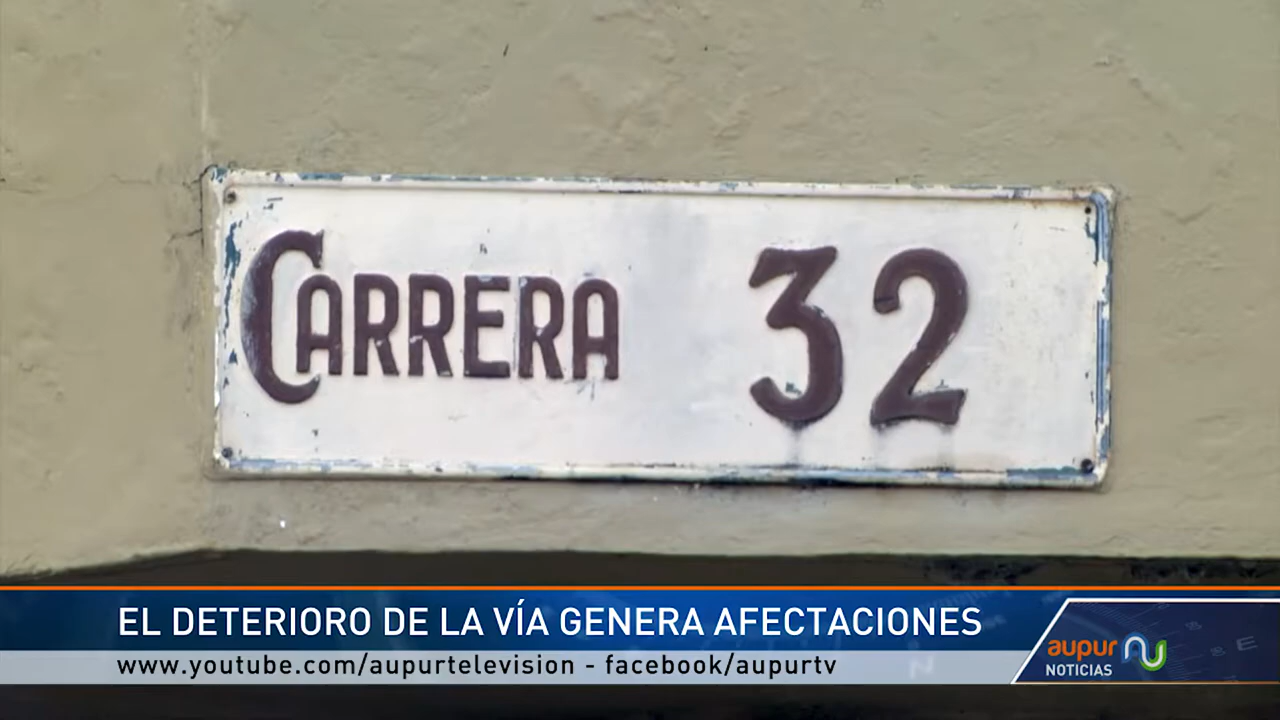 CARRERA 32
EL DETERIORO DE LA VÍA GENERA AFECTACIONES
www.youtube.com/aupurtelevision - facebook/aupurtv
aupur
NOTICIAS